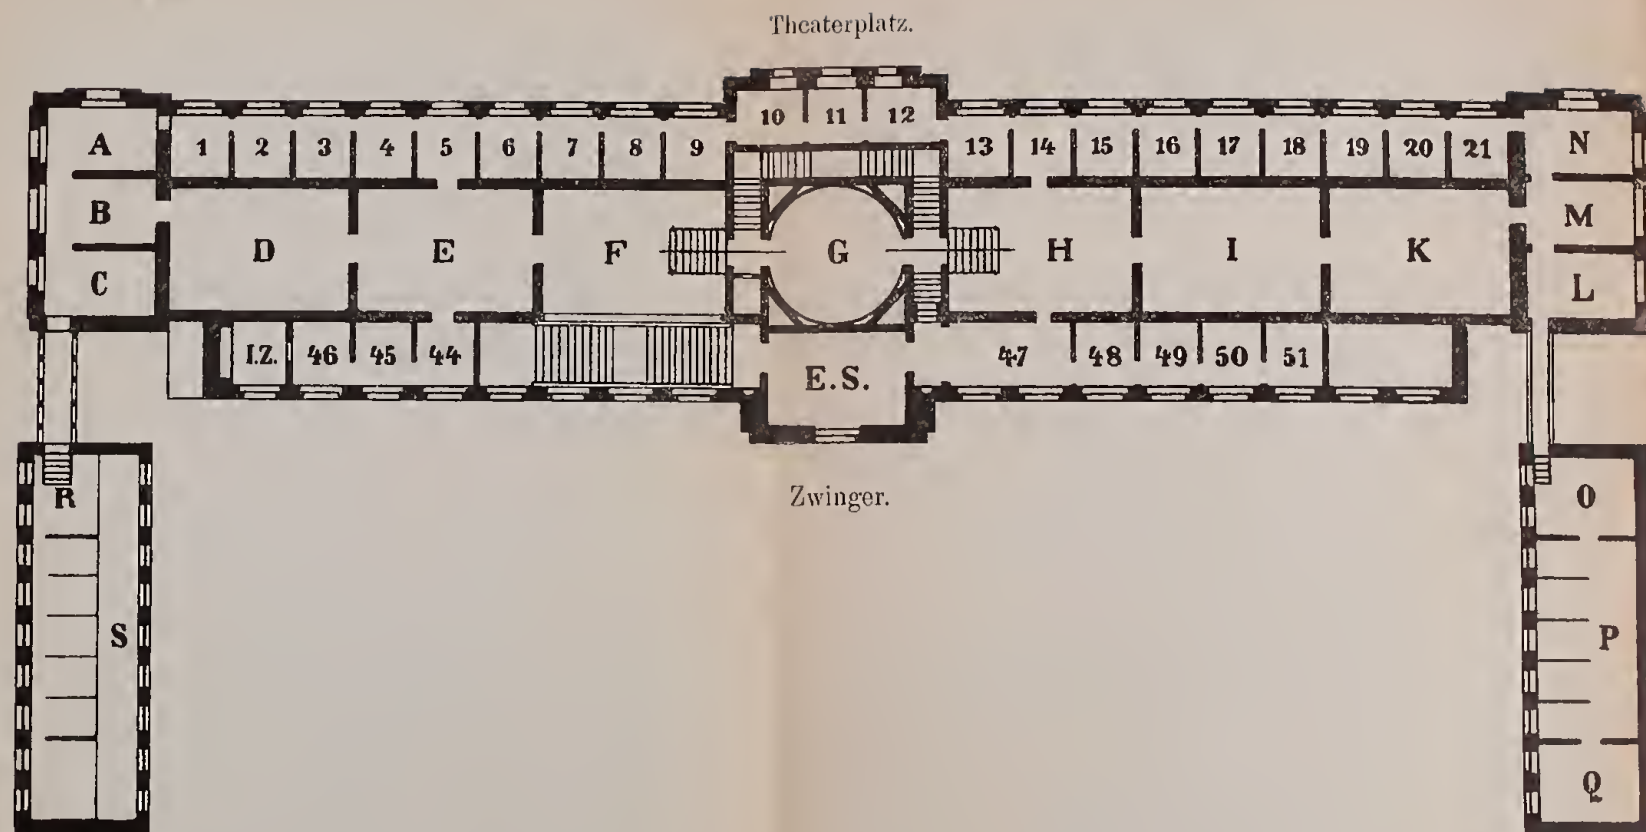 Theaterplatz.
10 11 12
A 1 2 3 4 5 6 7 8 9 13 14 15 16 17 18 19 20 21 N
B M
D E F G H I K
C L
I.Z. 46 45 44 E.S. 47 48 49 50 51
R Zwinger. O
S P
Q